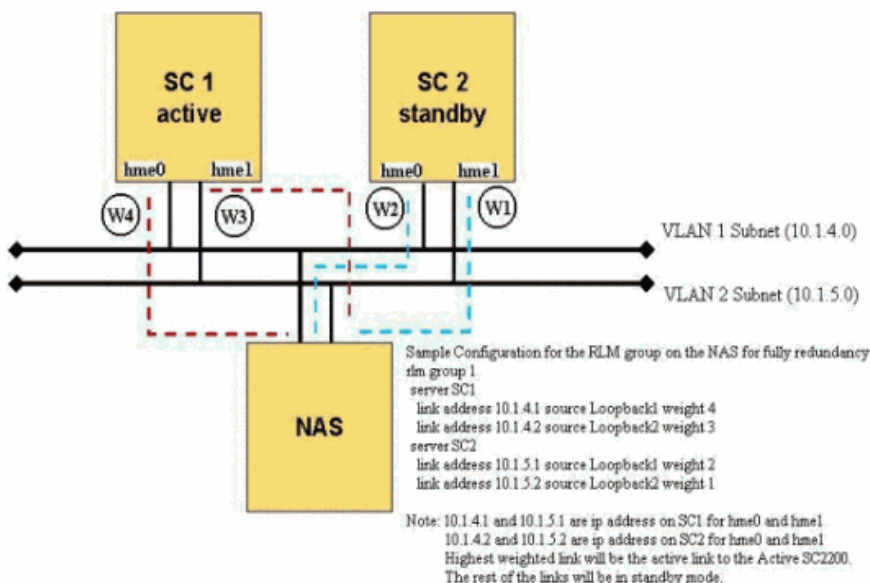 SC 1
active
SC 2
standby
hme0
hme1
hme0
hme1
W4
W3
W2
W1
VLAN 1 Subnet (10.1.4.0)
VLAN 2 Subnet (10.1.5.0)
NAS
Sample Configuration for the RLM group on the NAS for fully redundancy
rlm group 1
server SC1
link address 10.1.4.1 source Loopback1 weight 4
link address 10.1.4.2 source Loopback2 weight 3
server SC2
link address 10.1.5.1 source Loopback1 weight 2
link address 10.1.5.2 source Loopback2 weight 1
Note: 10.1.4.1 and 10.1.5.1 are ip address on SC1 for hme0 and hme1
10.1.4.2 and 10.1.5.2 are ip address on SC2 for hme0 and hme1
Highest weighted link will be the active link to the Active SC2200.
The rest of the links will be in standby mode.